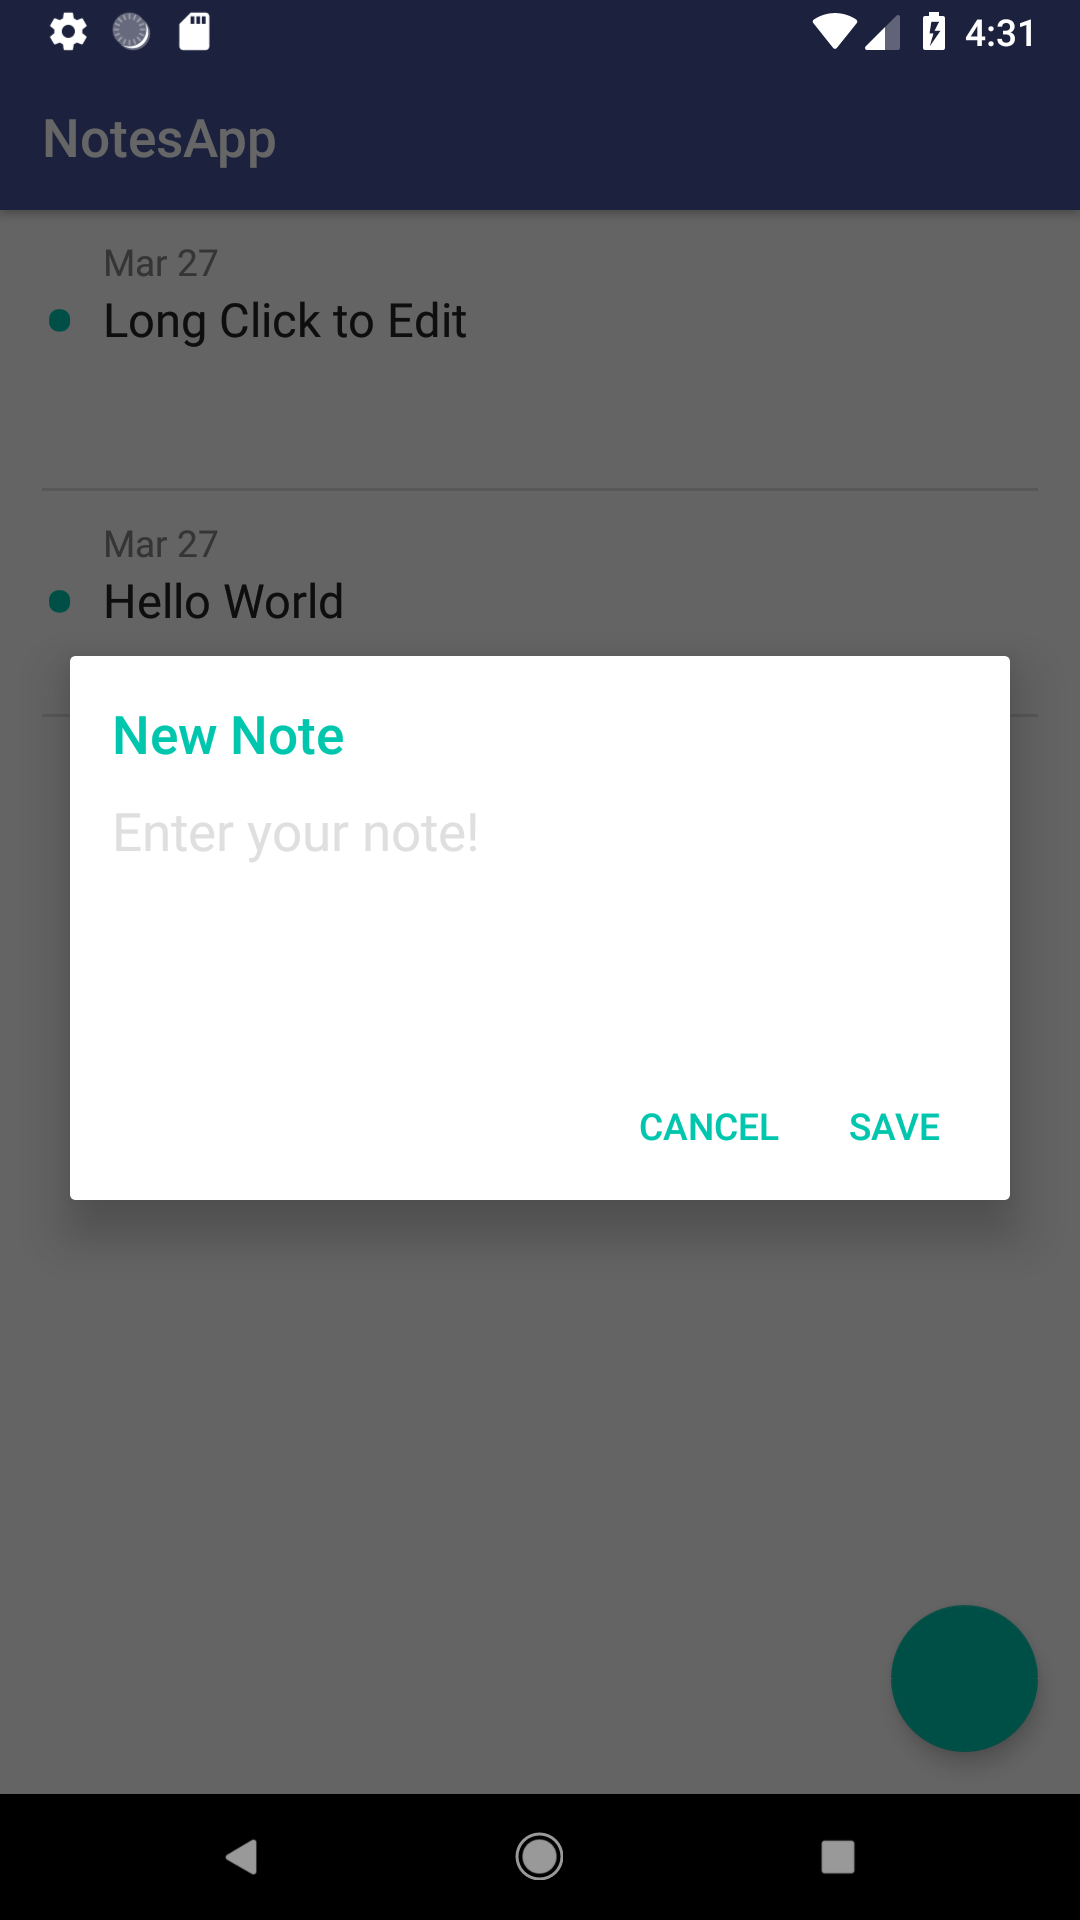 4:31
NotesApp
Mar 27
Long Click to Edit
Mar 27
Hello World
New Note
Enter your note!
CANCEL SAVE